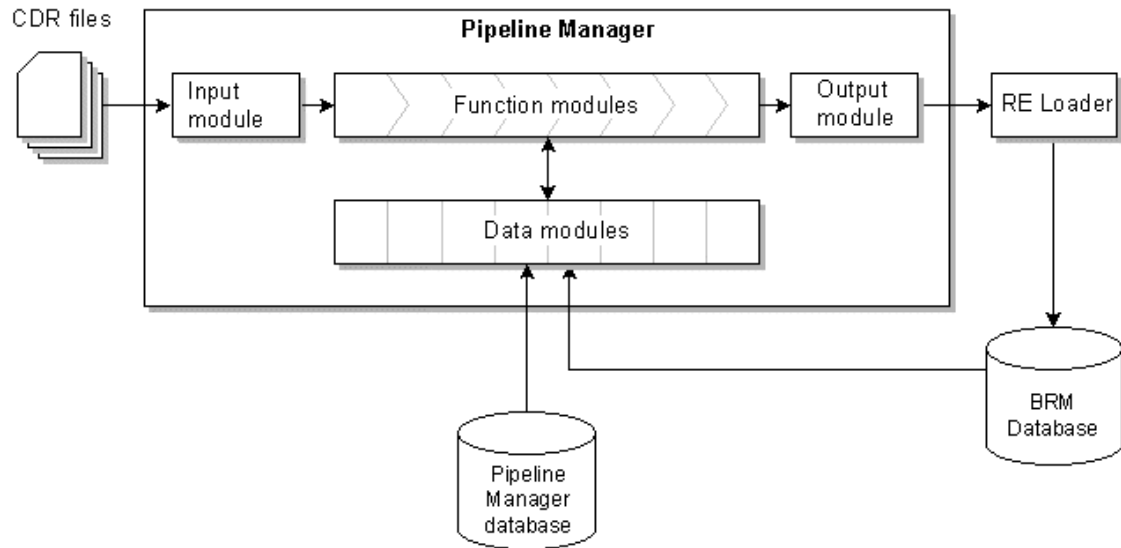 CDR files
Pipeline Manager
Input
module
Function modules
Output
module
RE Loader
Data modules
BRM
Database
Pipeline
Manager
database